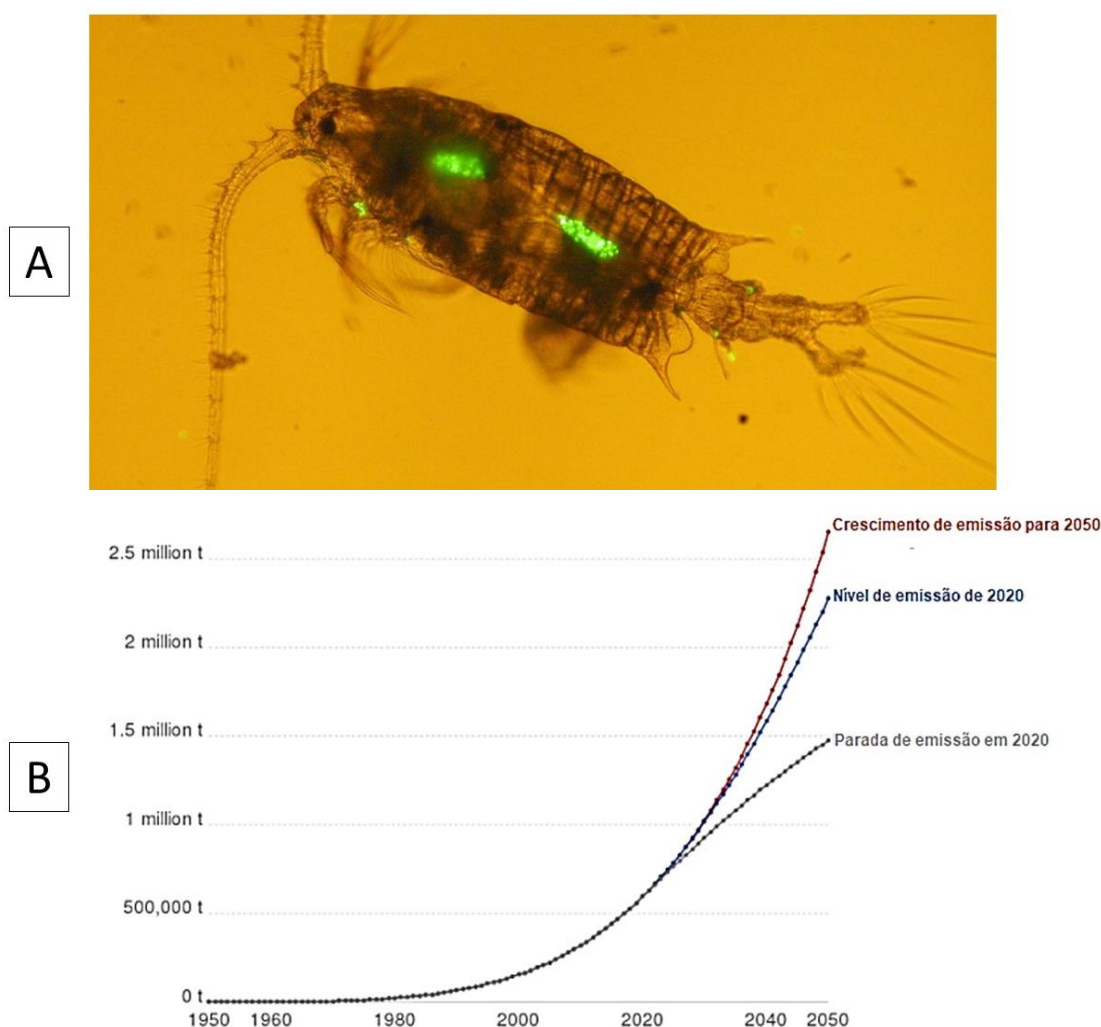 A
Crescimento de emissão para 2050
2.5 million t
Nível de emissão de 2020
2 million t
1.5 million t
Parada de emissão em 2020
B
1 million t
500,000 t
0 t
1950 1960 1980 2000 2020 2040 2050